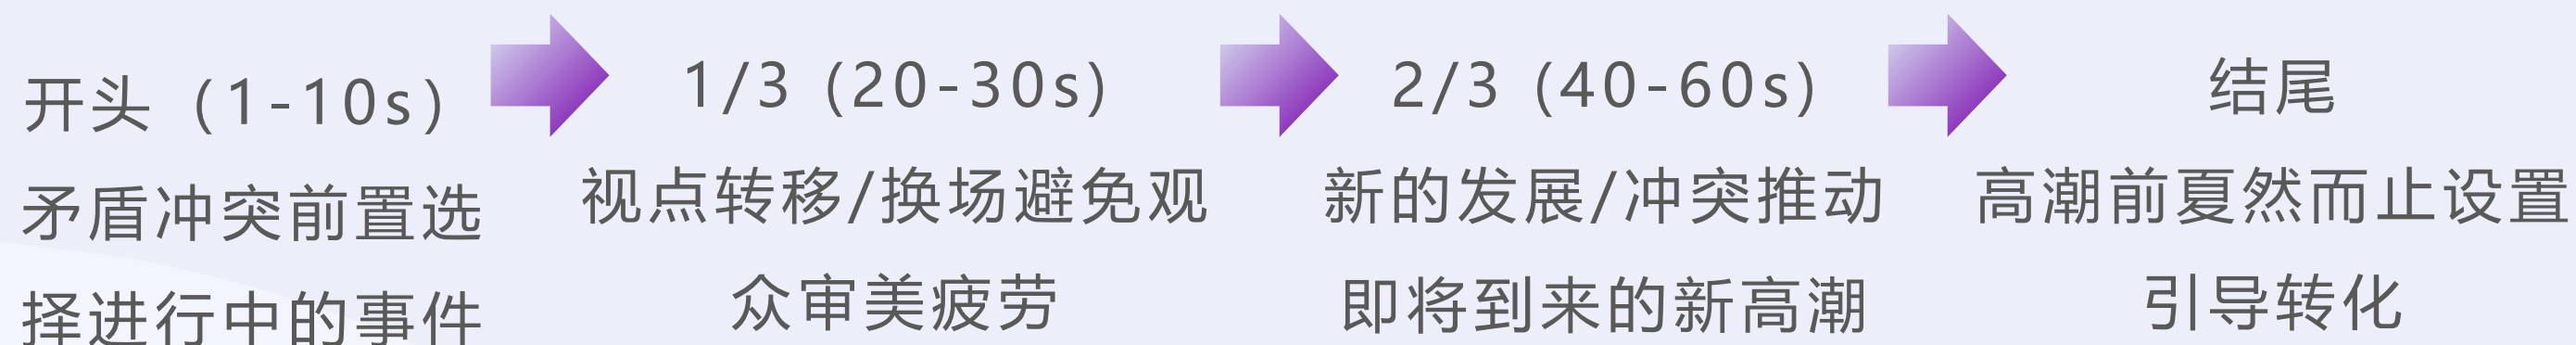 开头 (1-10s)
矛盾冲突前置选
择进行中的事件
1/3 (20-30s)
视点转移/换场避免观
众审美疲劳
2/3 (40-60s)
新的发展/冲突推动
即将到来的新高潮
结尾
高潮前夏然而止设置
引导转化